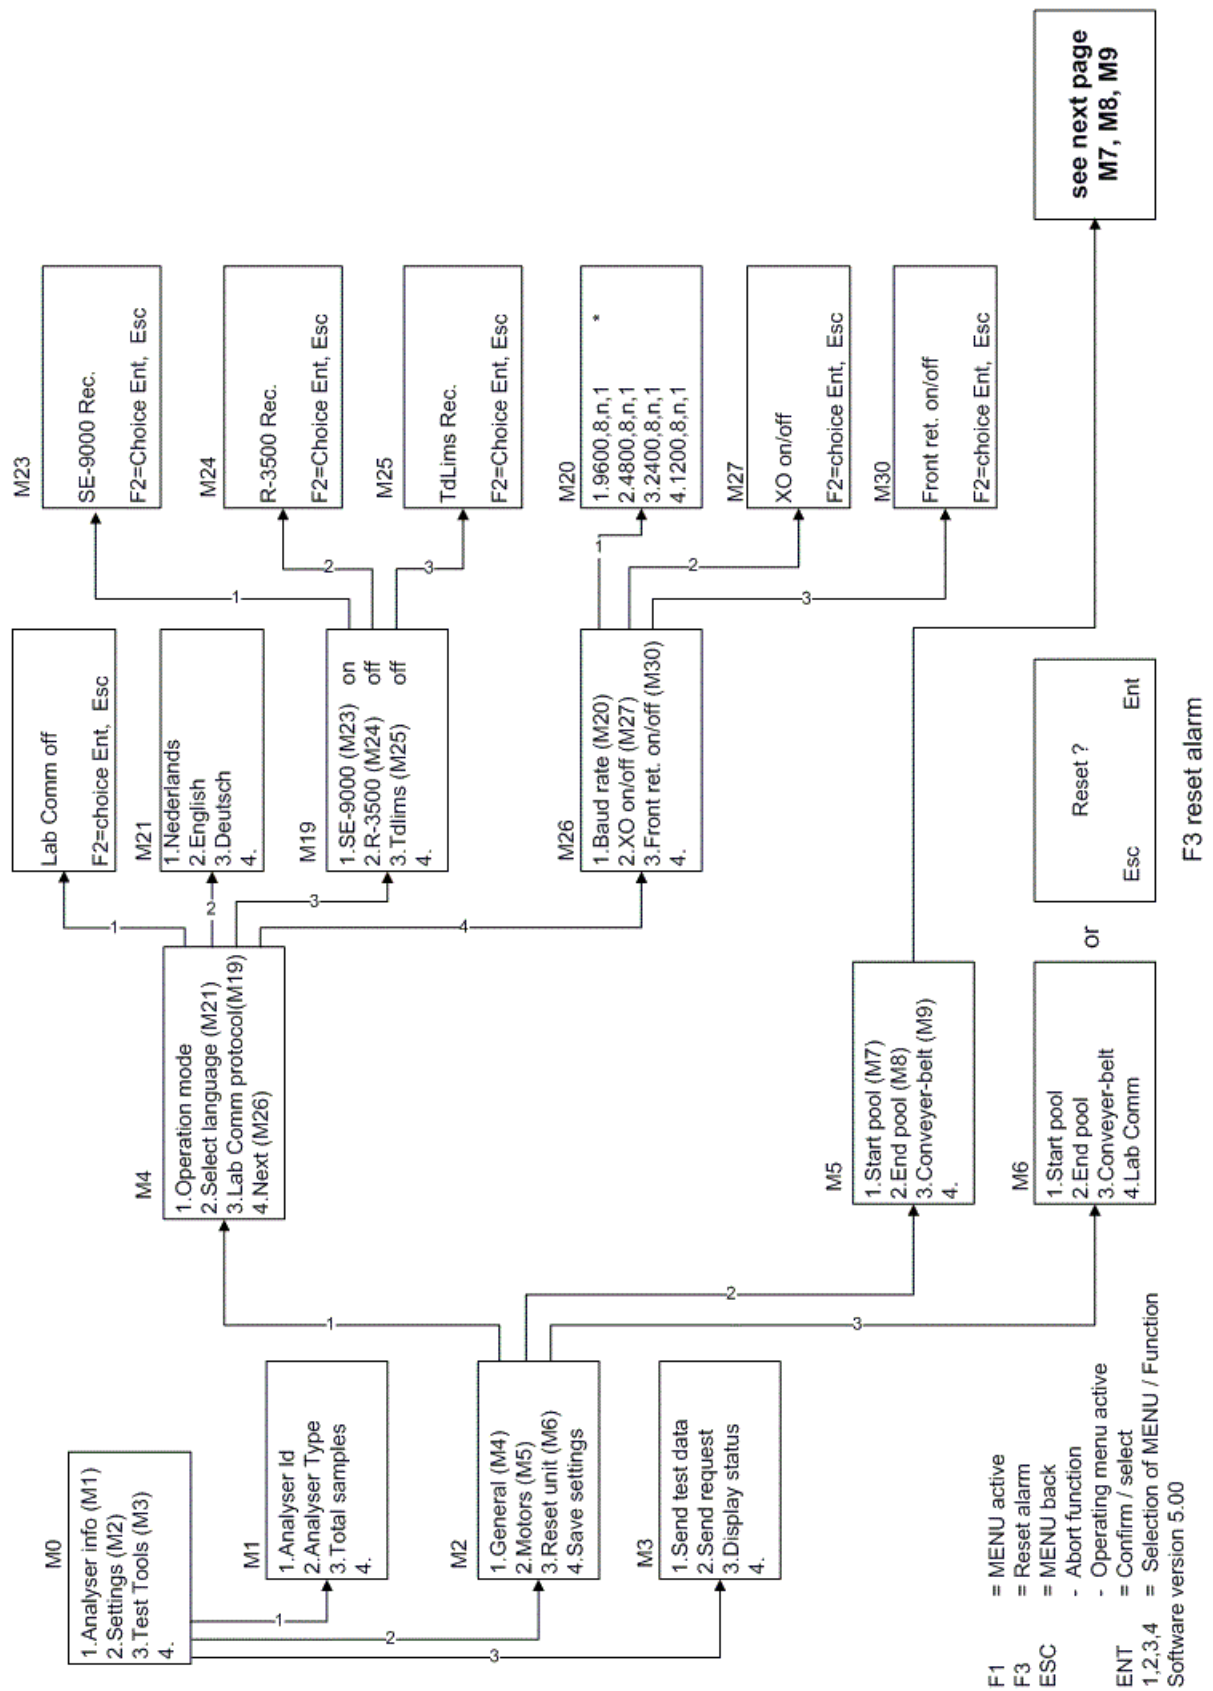 M0
1.Analyser info (M1)
2.Settings (M2)
3.Test Tools (M3)
4.
1
2
3
M1
1.Analyser Id
2.Analyser Type
3.Total samples
4.
M2
1.General (M4)
2.Motors (M5)
3.Reset unit (M6)
4.Save settings
1
2
3
M3
1.Send test data
2.Send request
3.Display status
4.
M4
1.Operation mode
2.Select language (M21)
3.Lab Comm protocol(M19)
4.Next (M26)
1
2
3
4
Lab Comm off
F2=choice Ent, Esc
M21
1.Nederlands
2.English
3.Deutsch
4.
M19
1.SE-9000 (M23) on
2.R-3500 (M24) off
3.Tdlims (M25) off
4.
1
2
3
M23
SE-9000 Rec.
F2=Choice Ent, Esc
M24
R-3500 Rec.
F2=Choice Ent, Esc
M25
TdLims Rec.
F2=Choice Ent, Esc
M26
1.Baud rate (M20)
2.XO on/off (M27)
3.Front ret. on/off (M30)
4.
1
2
3
M20
1.9600,8,n,1 *
2.4800,8,n,1
3.2400,8,n,1
4.1200,8,n,1
M27
XO on/off
F2=choice Ent, Esc
M30
Front ret. on/off
F2=choice Ent, Esc
M5
1.Start pool (M7)
2.End pool (M8)
3.Conveyer-belt (M9)
4.
see next page
M7, M8, M9
M6
1.Start pool
2.End pool
3.Conveyer-belt
4.Lab Comm
or
Reset ?
Esc Ent
F3 reset alarm
F1 = MENU active
F3 = Reset alarm
ESC = MENU back
- Abort function
- Operating menu active
ENT = Confirm / select
1,2,3,4 = Selection of MENU / Function
Software version 5.00